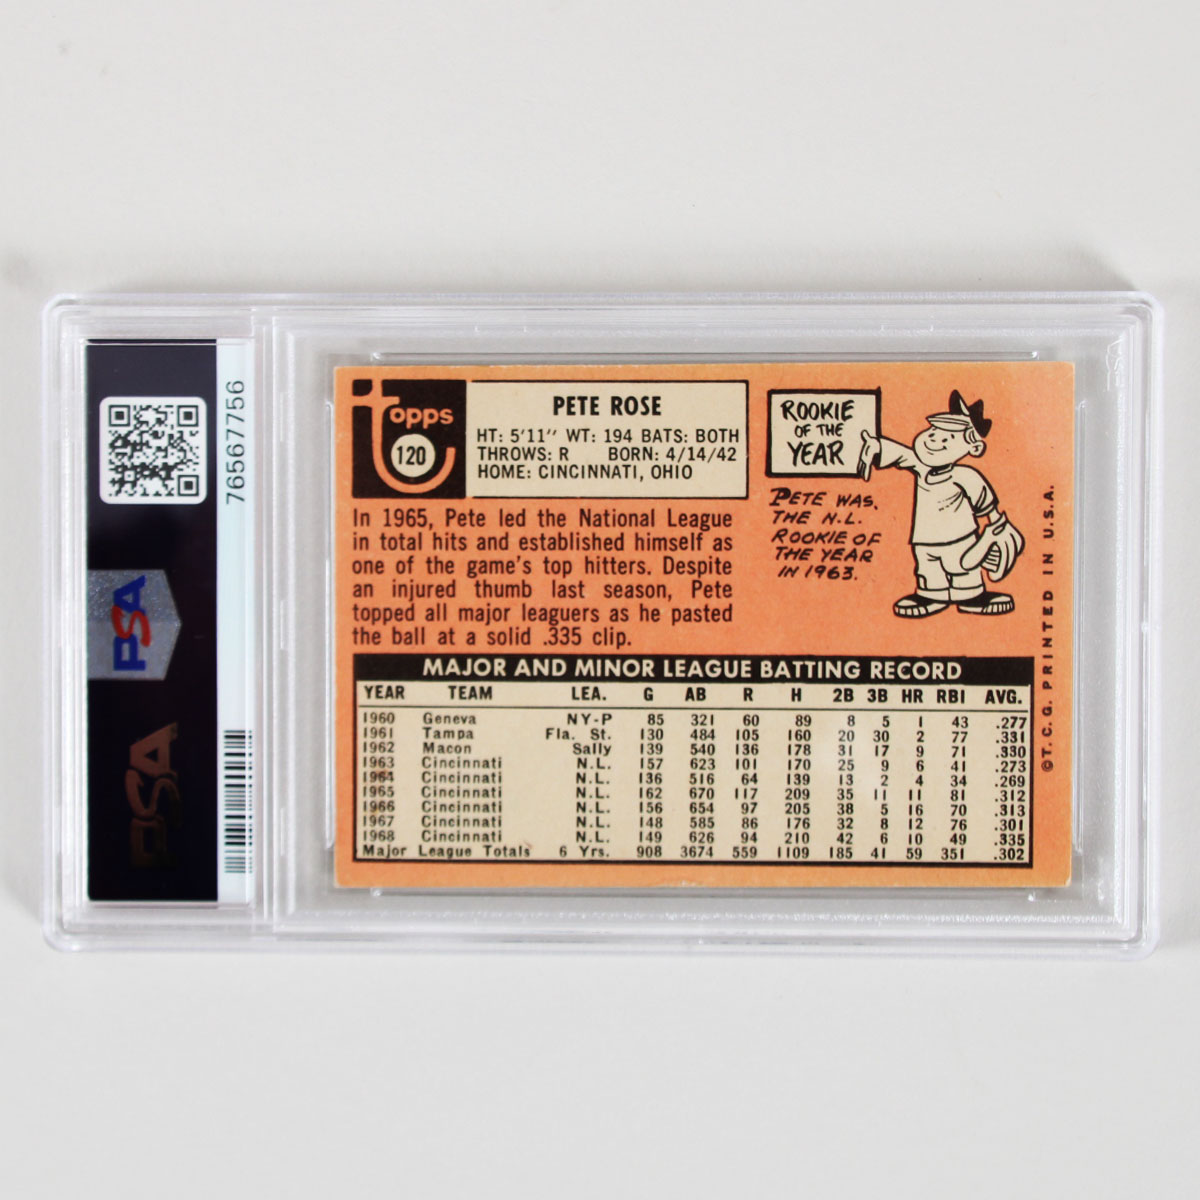 76567756
PSA
PSA
Topps
120
PETE ROSE
HT: 5'11" WT: 194 BATS: BOTH
THROWS: R BORN: 4/14/42
HOME: CINCINNATI, OHIO
ROOKIE
OF THE
YEAR
PETE WAS
THE N.L.
ROOKIE OF
THE YEAR
IN 1963.
In 1965, Pete led the National League
in total hits and established himself as
one of the game's top hitters. Despite
an injured thumb last season, Pete
topped all major leaguers as he pasted
the ball at a solid .335 clip.
MAJOR AND MINOR LEAGUE BATTING RECORD
YEAR TEAM LEA. G AB R H 2B 3B HR RBI AVG.
1960 Geneva NY-P 85 321 60 89 8 5 1 43 .277
1961 Tampa Fla. St. 130 484 105 160 20 30 2 77 .331
1962 Macon Sally 139 540 136 178 31 17 9 71 .330
1963 Cincinnati N.L. 157 623 101 170 25 9 6 41 .273
1964 Cincinnati N.L. 136 516 64 139 13 2 4 34 .269
1965 Cincinnati N.L. 162 670 117 209 35 11 11 81 .312
1966 Cincinnati N.L. 156 654 97 205 38 5 16 70 .313
1967 Cincinnati N.L. 148 585 86 176 32 8 12 76 .301
1968 Cincinnati N.L. 149 626 94 210 42 6 10 49 .335
Major League Totals 6 Yrs. 908 3674 559 1109 185 41 59 351 .302
©T.C.G. PRINTED IN U.S.A.